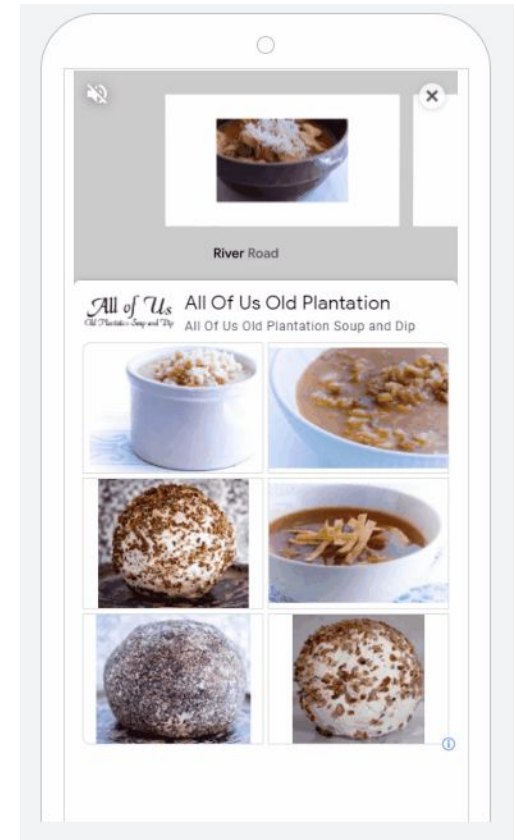 River Road
All of Us
Old Plantation Soup and Dip
All Of Us Old Plantation
All Of Us Old Plantation Soup and Dip